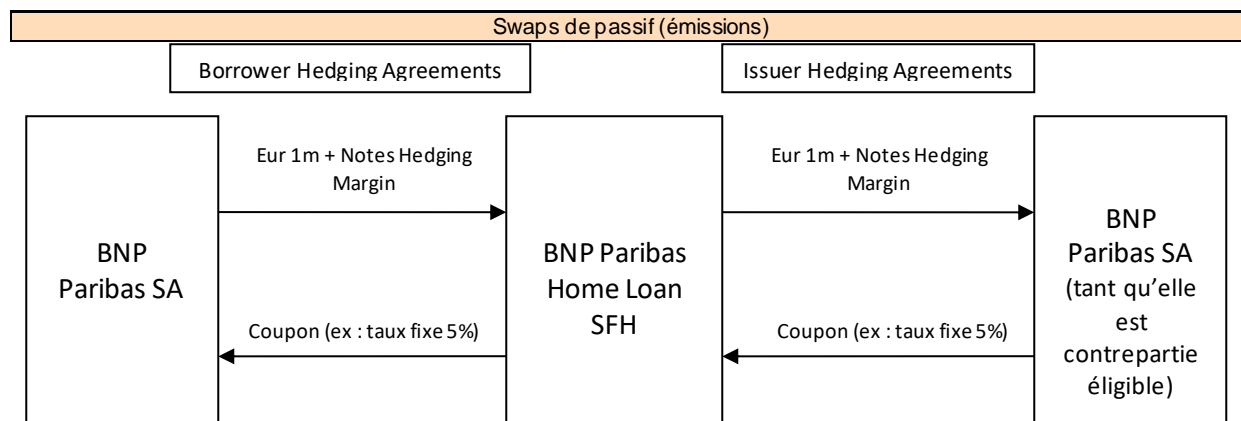 Swaps de passif (émissions)
Borrower Hedging Agreements
Issuer Hedging Agreements
BNP
Paribas SA
Eur 1m + Notes Hedging
Margin
Coupon (ex : taux fixe 5%)
BNP Paribas
Home Loan
SFH
Eur 1m + Notes Hedging
Margin
Coupon (ex : taux fixe 5%)
BNP
Paribas SA
(tant qu’elle
est
contrepartie
éligible)